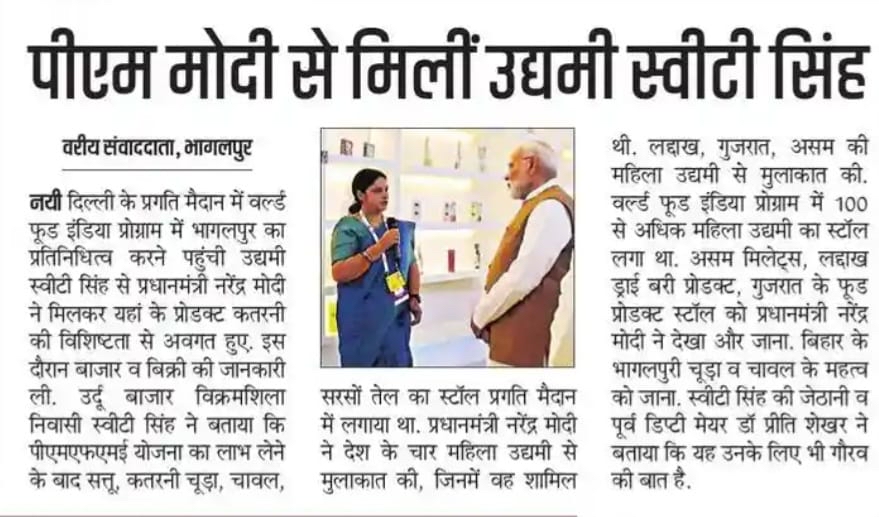 पीएम मोदी से मिलीं उद्यमी स्वीटी सिंह
वरीय संवाददाता, भागलपुर
नयी दिल्ली के प्रगति मैदान में वर्ल्ड
फूड इंडिया प्रोग्राम में भागलपुर का
प्रतिनिधित्व करने पहुंची उद्यमी
स्वीटी सिंह से प्रधानमंत्री नरेंद्र मोदी
ने मिलकर यहां के प्रोडक्ट कतरनी
की विशिष्टता से अवगत हुए. इस
दौरान बाजार व बिक्री की जानकारी
ली. उर्दू बाजार विक्रमशिला
निवासी स्वीटी सिंह ने बताया कि
पीएमएफएमई योजना का लाभ लेने
के बाद सत्तू, कतरनी चूड़ा, चावल,
सरसों तेल का स्टॉल प्रगति मैदान
में लगाया था. प्रधानमंत्री नरेंद्र मोदी
ने देश के चार महिला उद्यमी से
मुलाकात की, जिनमें वह शामिल
थी. लद्दाख, गुजरात, असम की
महिला उद्यमी से मुलाकात की.
वर्ल्ड फूड इंडिया प्रोग्राम में 100
से अधिक महिला उद्यमी का स्टॉल
लगा था. असम मिलेट्स, लद्दाख
ड्राई बरी प्रोडक्ट, गुजरात के फूड
प्रोडक्ट स्टॉल को प्रधानमंत्री नरेंद्र
मोदी ने देखा और जाना. बिहार के
भागलपुरी चूड़ा व चावल के महत्व
को जाना. स्वीटी सिंह की जेठानी व
पूर्व डिप्टी मेयर डॉ प्रीति शेखर ने
बताया कि यह उनके लिए भी गौरव
की बात है.